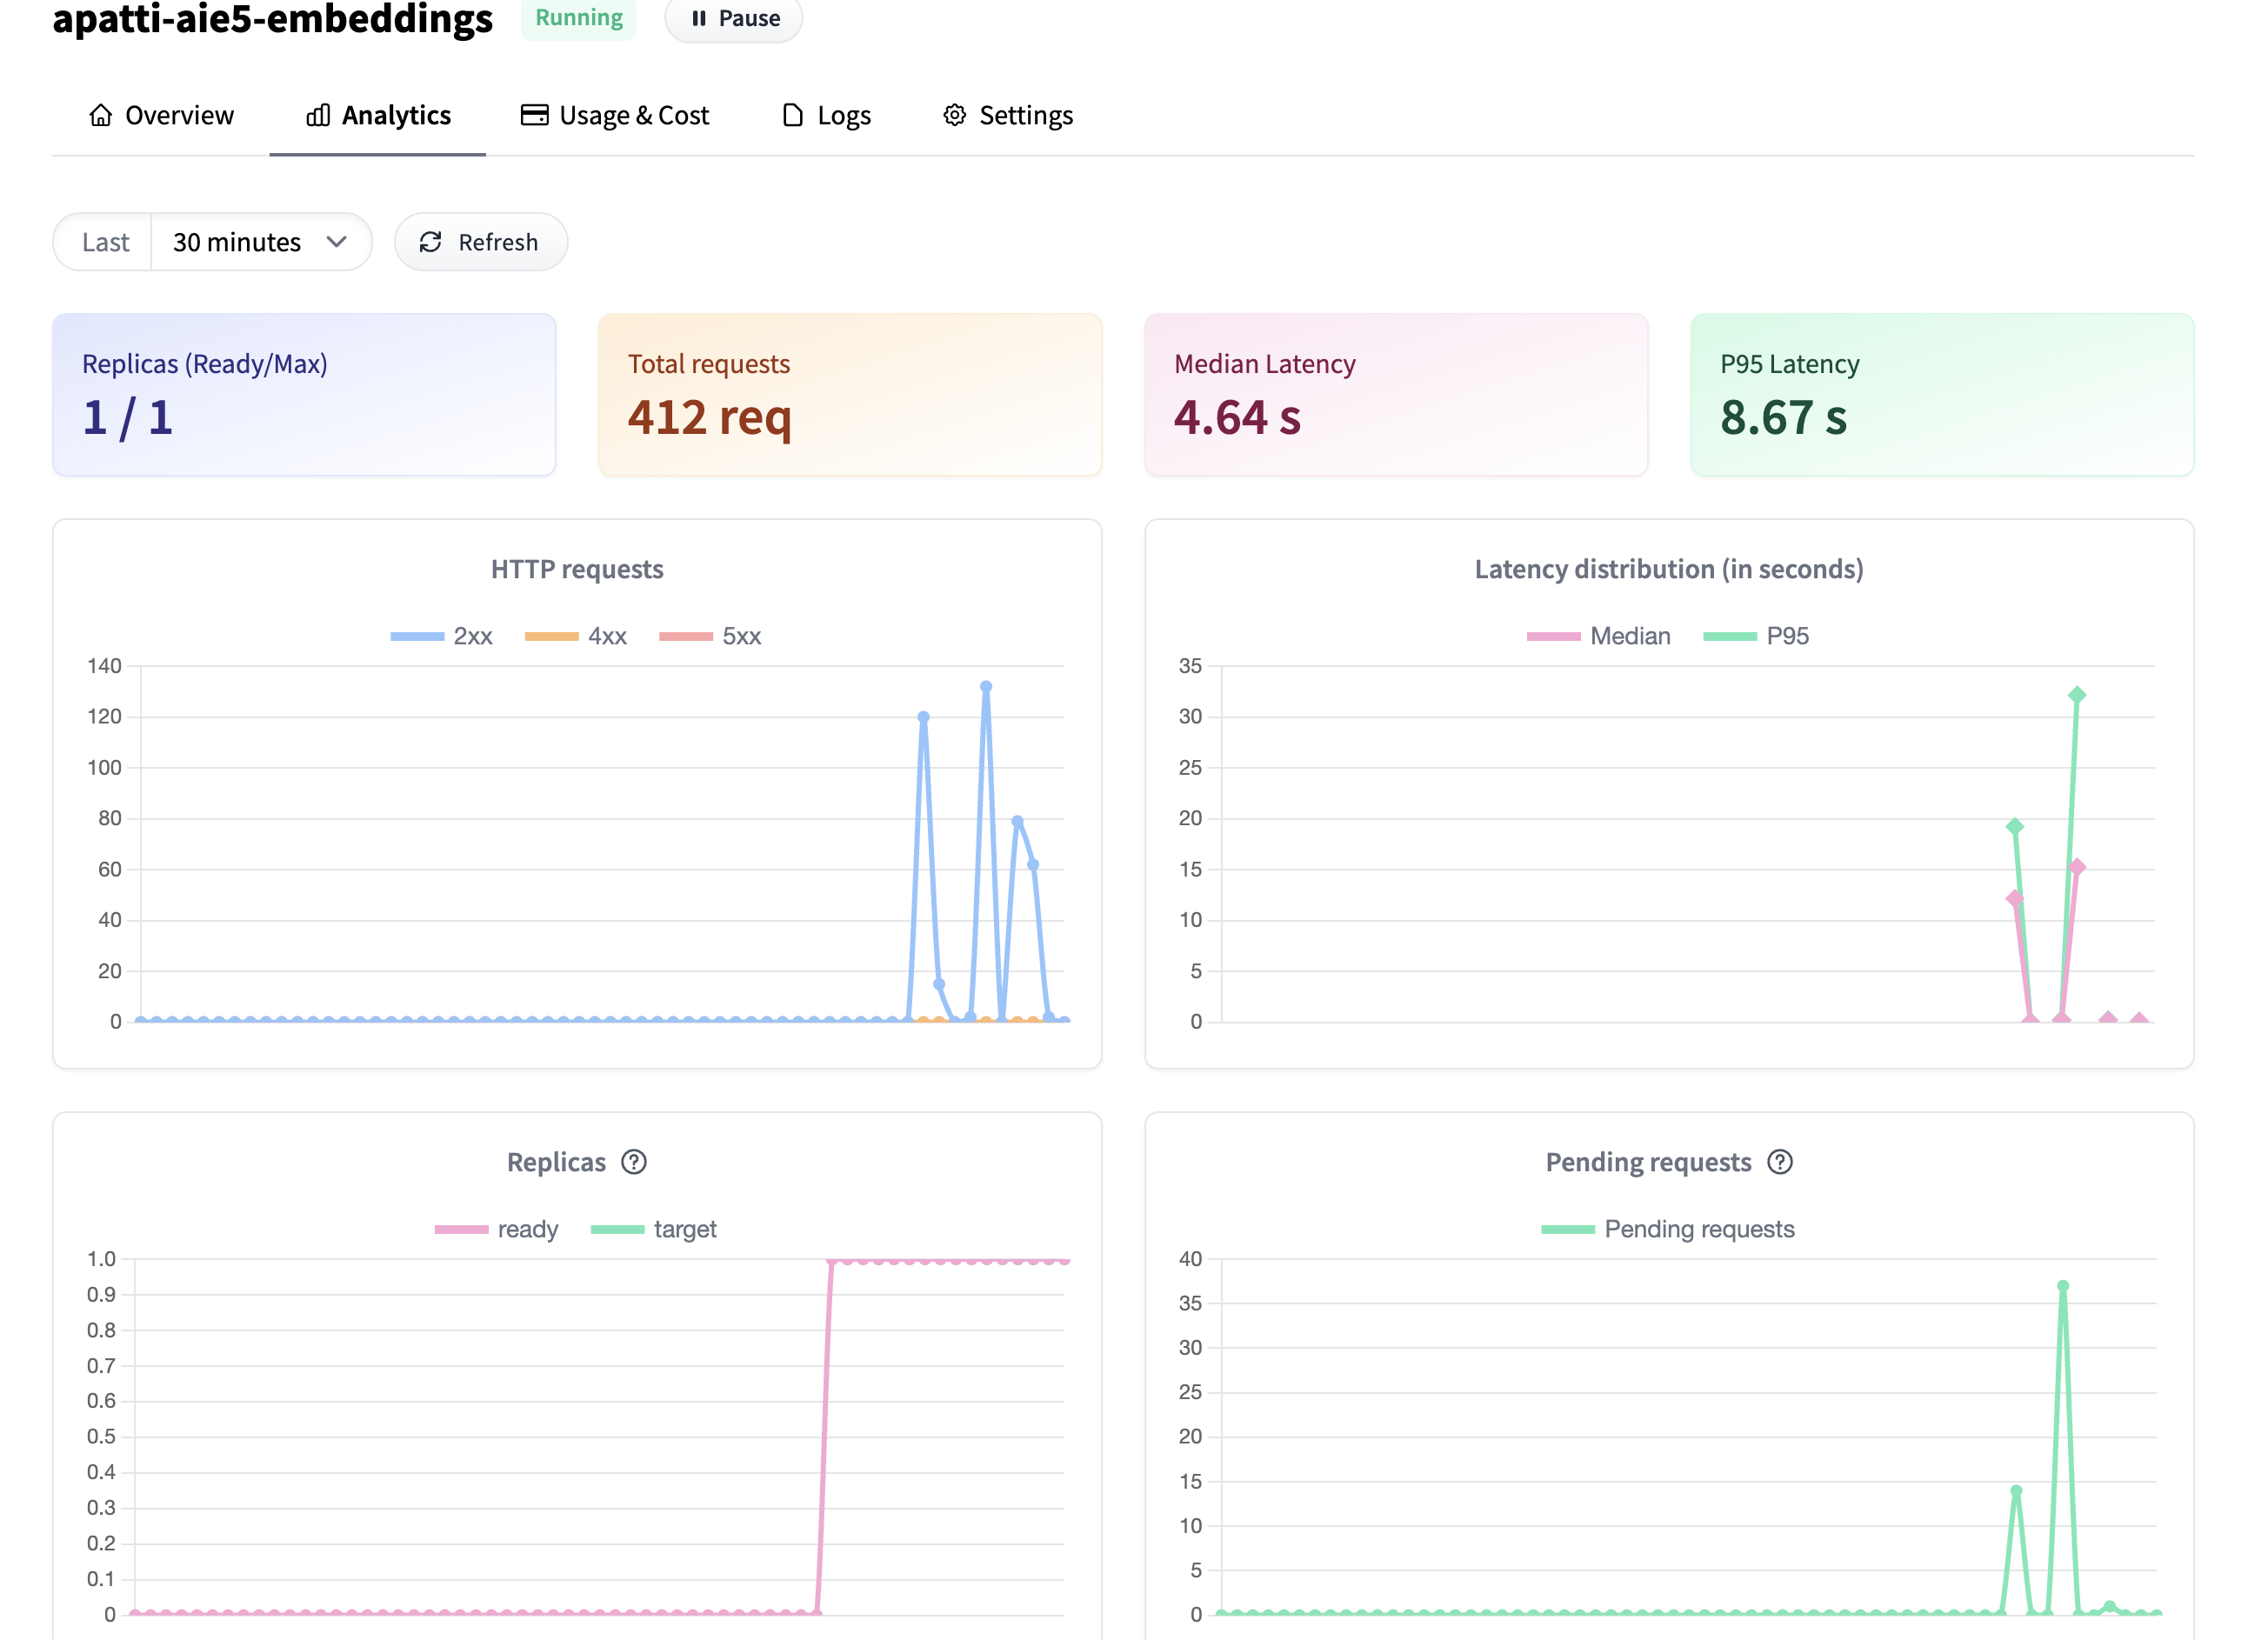 apatti-aie5-embeddings Running Pause
Overview Analytics Usage & Cost Logs Settings
Last 30 minutes Refresh
Replicas (Ready/Max)
1 / 1
Total requests
412 req
Median Latency
4.64 s
P95 Latency
8.67 s
HTTP requests
2xx 4xx 5xx
140
120
100
80
60
40
20
0
Latency distribution (in seconds)
Median P95
35
30
25
20
15
10
5
0
Replicas ?
ready target
1.0
0.9
0.8
0.7
0.6
0.5
0.4
0.3
0.2
0.1
0
Pending requests ?
Pending requests
40
35
30
25
20
15
10
5
0